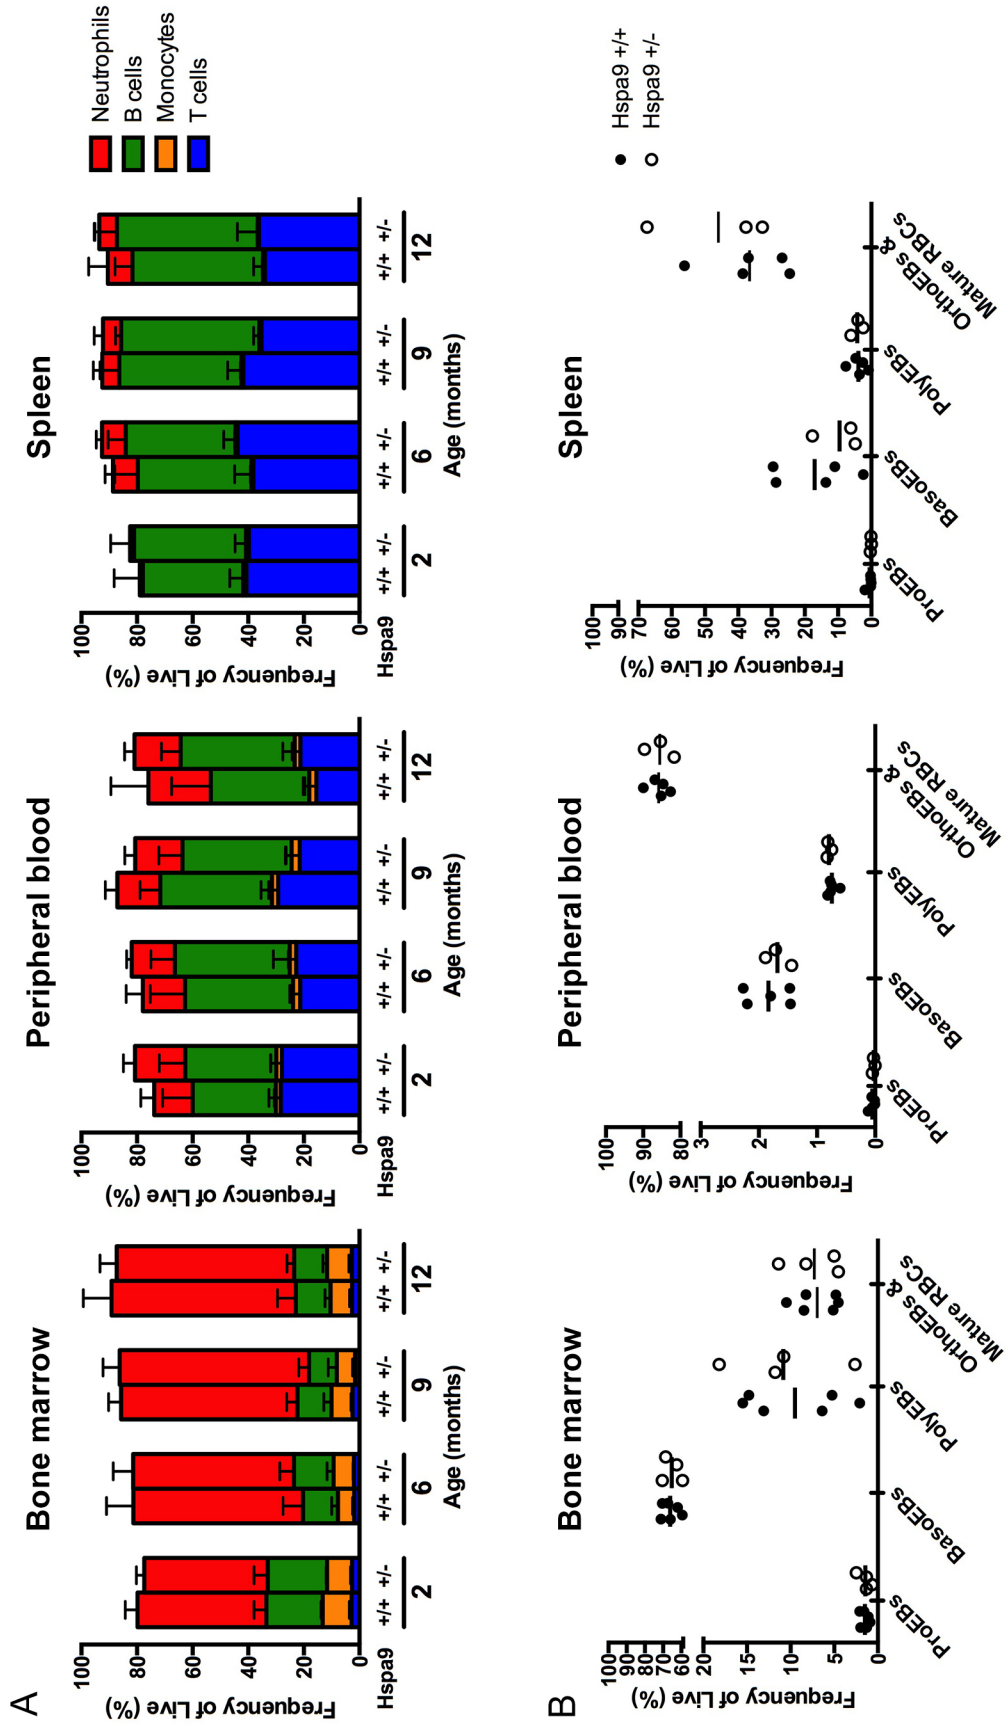 A
Bone marrow
Peripheral blood
Spleen
Frequency of Live (%)
100
80
60
40
20
0
Hspa9
+/+ +/- +/+ +/- +/+ +/- +/+ +/-
2 6 9 12
Age (months)
Frequency of Live (%)
100
80
60
40
20
0
Hspa9
+/+ +/- +/+ +/- +/+ +/- +/+ +/-
2 6 9 12
Age (months)
Frequency of Live (%)
100
80
60
40
20
0
Hspa9
+/+ +/- +/+ +/- +/+ +/- +/+ +/-
2 6 9 12
Age (months)
Neutrophils
B cells
Monocytes
T cells
B
Bone marrow
Peripheral blood
Spleen
Frequency of Live (%)
100
90
80
70
60
20
15
10
5
0
ProEBs
BasoEBs
PolyEBs
OrthoEBs &
Mature RBCs
Frequency of Live (%)
100
90
80
3
2
1
0
ProEBs
BasoEBs
PolyEBs
OrthoEBs &
Mature RBCs
Frequency of Live (%)
100
90
70
60
50
40
30
20
10
0
ProEBs
BasoEBs
PolyEBs
OrthoEBs &
Mature RBCs
Hspa9 +/+
Hspa9 +/-